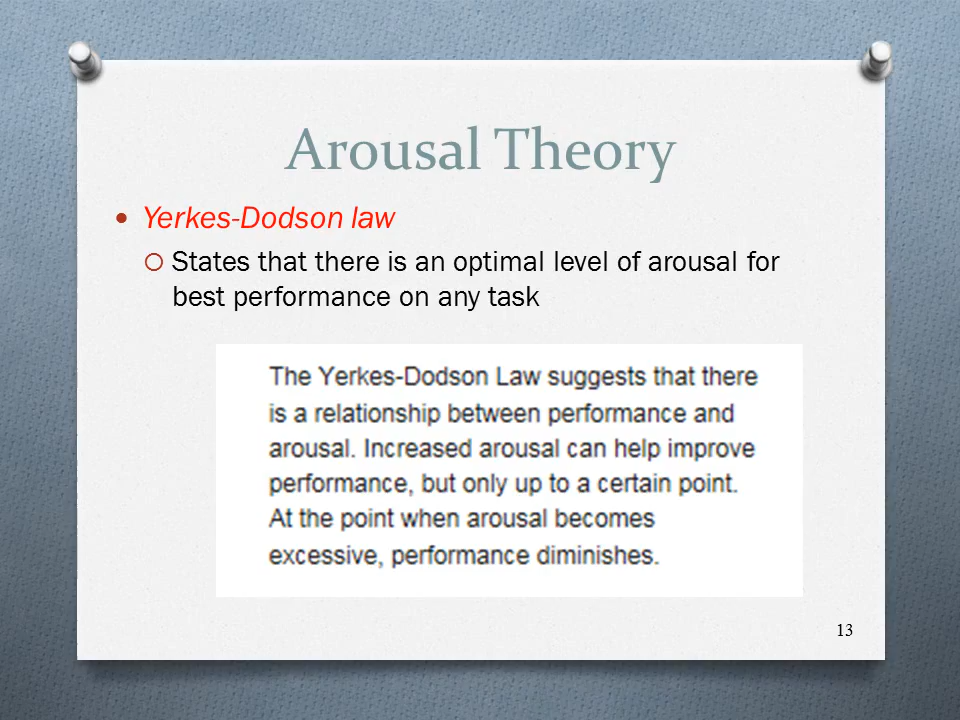 Arousal Theory
Yerkes-Dodson law
States that there is an optimal level of arousal for
best performance on any task
The Yerkes-Dodson Law suggests that there
is a relationship between performance and
arousal. Increased arousal can help improve
performance, but only up to a certain point.
At the point when arousal becomes
excessive, performance diminishes.
13